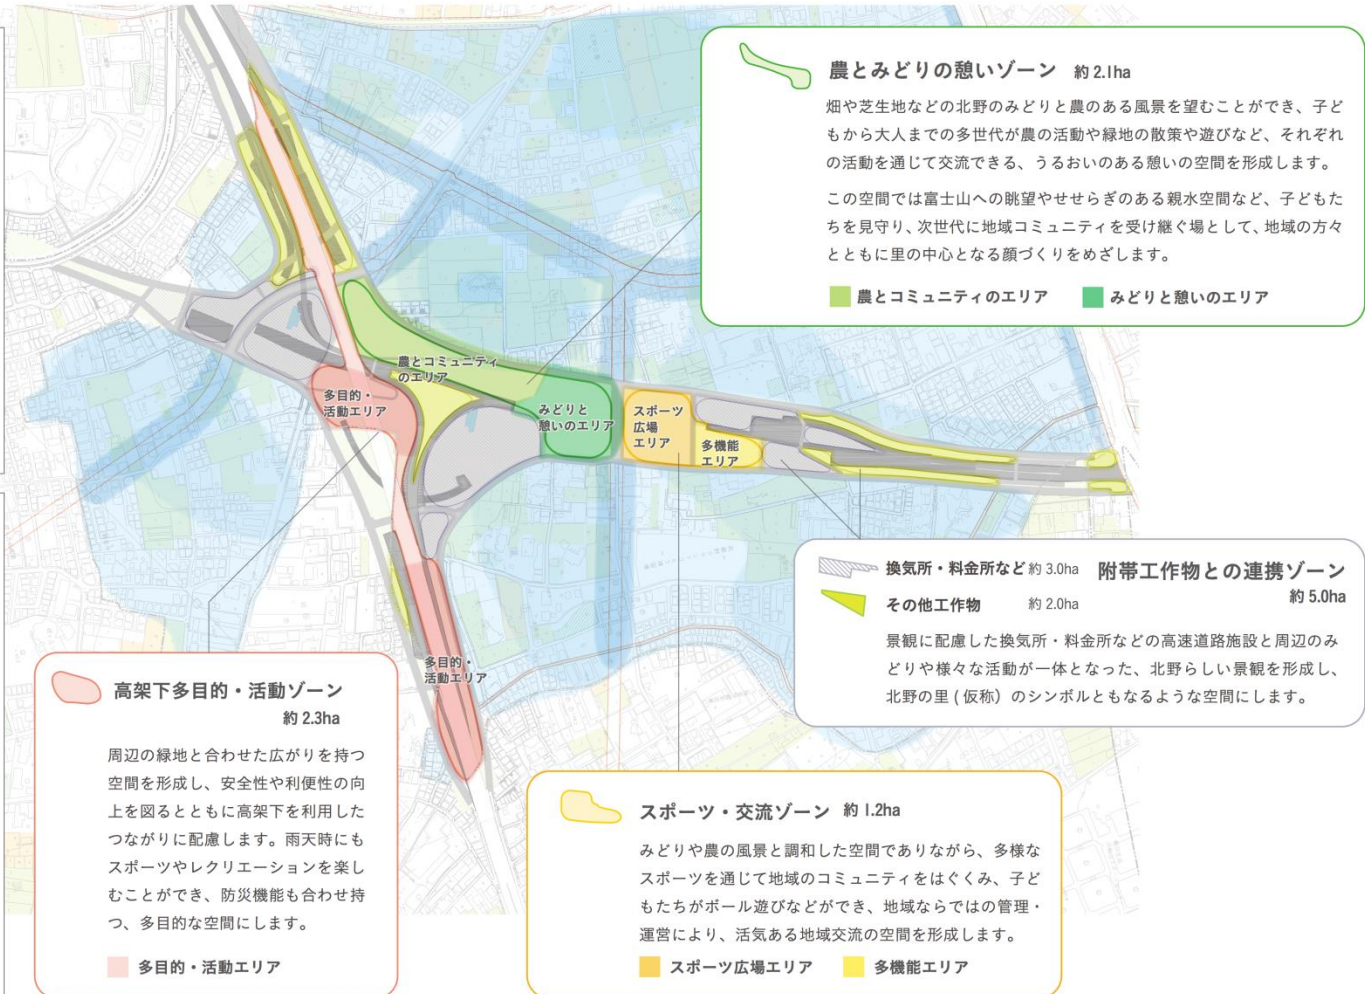 農とみどりの憩いゾーン 約2.1ha
畑や芝生地などの北野のみどりと農のある風景を望むことができ、子ど
もから大人までの多世代が農の活動や緑地の散策や遊びなど、それぞれ
の活動を通じて交流できる、うるおいのある憩いの空間を形成します。
この空間では富士山への眺望やせせらぎのある親水空間など、子どもた
ちを見守り、次世代に地域コミュニティを受け継ぐ場として、地域の方々
とともに里の中心となる顔づくりをめざします。
農とコミュニティのエリア みどりと憩いのエリア
農とコミュニティ
のエリア
多目的・
活動エリア
みどりと
憩いのエリア
スポーツ
広場
エリア
多機能
エリア
多目的・
活動エリア
換気所・料金所など 約3.0ha
その他工作物 約2.0ha
附帯工作物との連携ゾーン
約5.0ha
景観に配慮した換気所・料金所などの高速道路施設と周辺のみ
どりや様々な活動が一体となった、北野らしい景観を形成し、
北野の里(仮称)のシンボルともなるような空間にします。
高架下多目的・活動ゾーン
約2.3ha
周辺の緑地と合わせた広がりを持つ
空間を形成し、安全性や利便性の向
上を図るとともに高架下を利用した
つながりに配慮します。雨天時にも
スポーツやレクリエーションを楽し
むことができ、防災機能も合わせ持
つ、多目的な空間にします。
多目的・活動エリア
スポーツ・交流ゾーン 約1.2ha
みどりや農の風景と調和した空間でありながら、多様な
スポーツを通じて地域のコミュニティをはぐくみ、子ど
もたちがボール遊びなどができ、地域ならではの管理・
運営により、活気ある地域交流の空間を形成します。
スポーツ広場エリア 多機能エリア